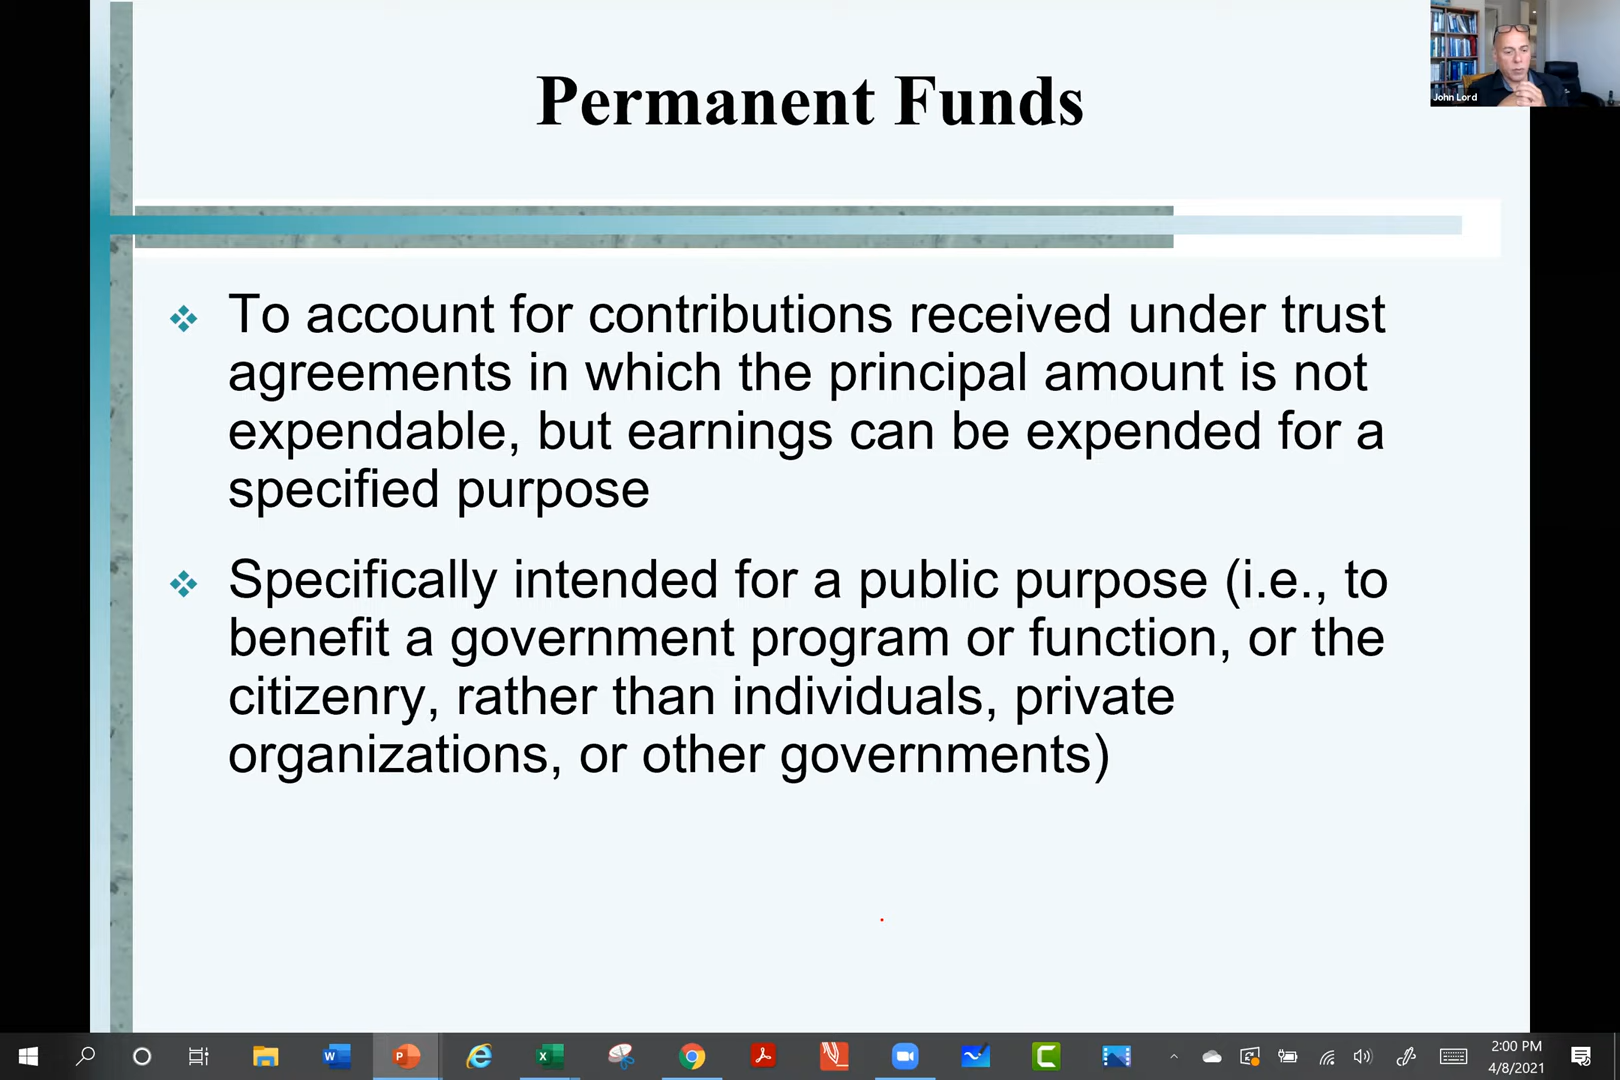 Permanent Funds
John Lord
To account for contributions received under trust
agreements in which the principal amount is not
expendable, but earnings can be expended for a
specified purpose
Specifically intended for a public purpose (i.e., to
benefit a government program or function, or the
citizenry, rather than individuals, private
organizations, or other governments)
2:00 PM
4/8/2021